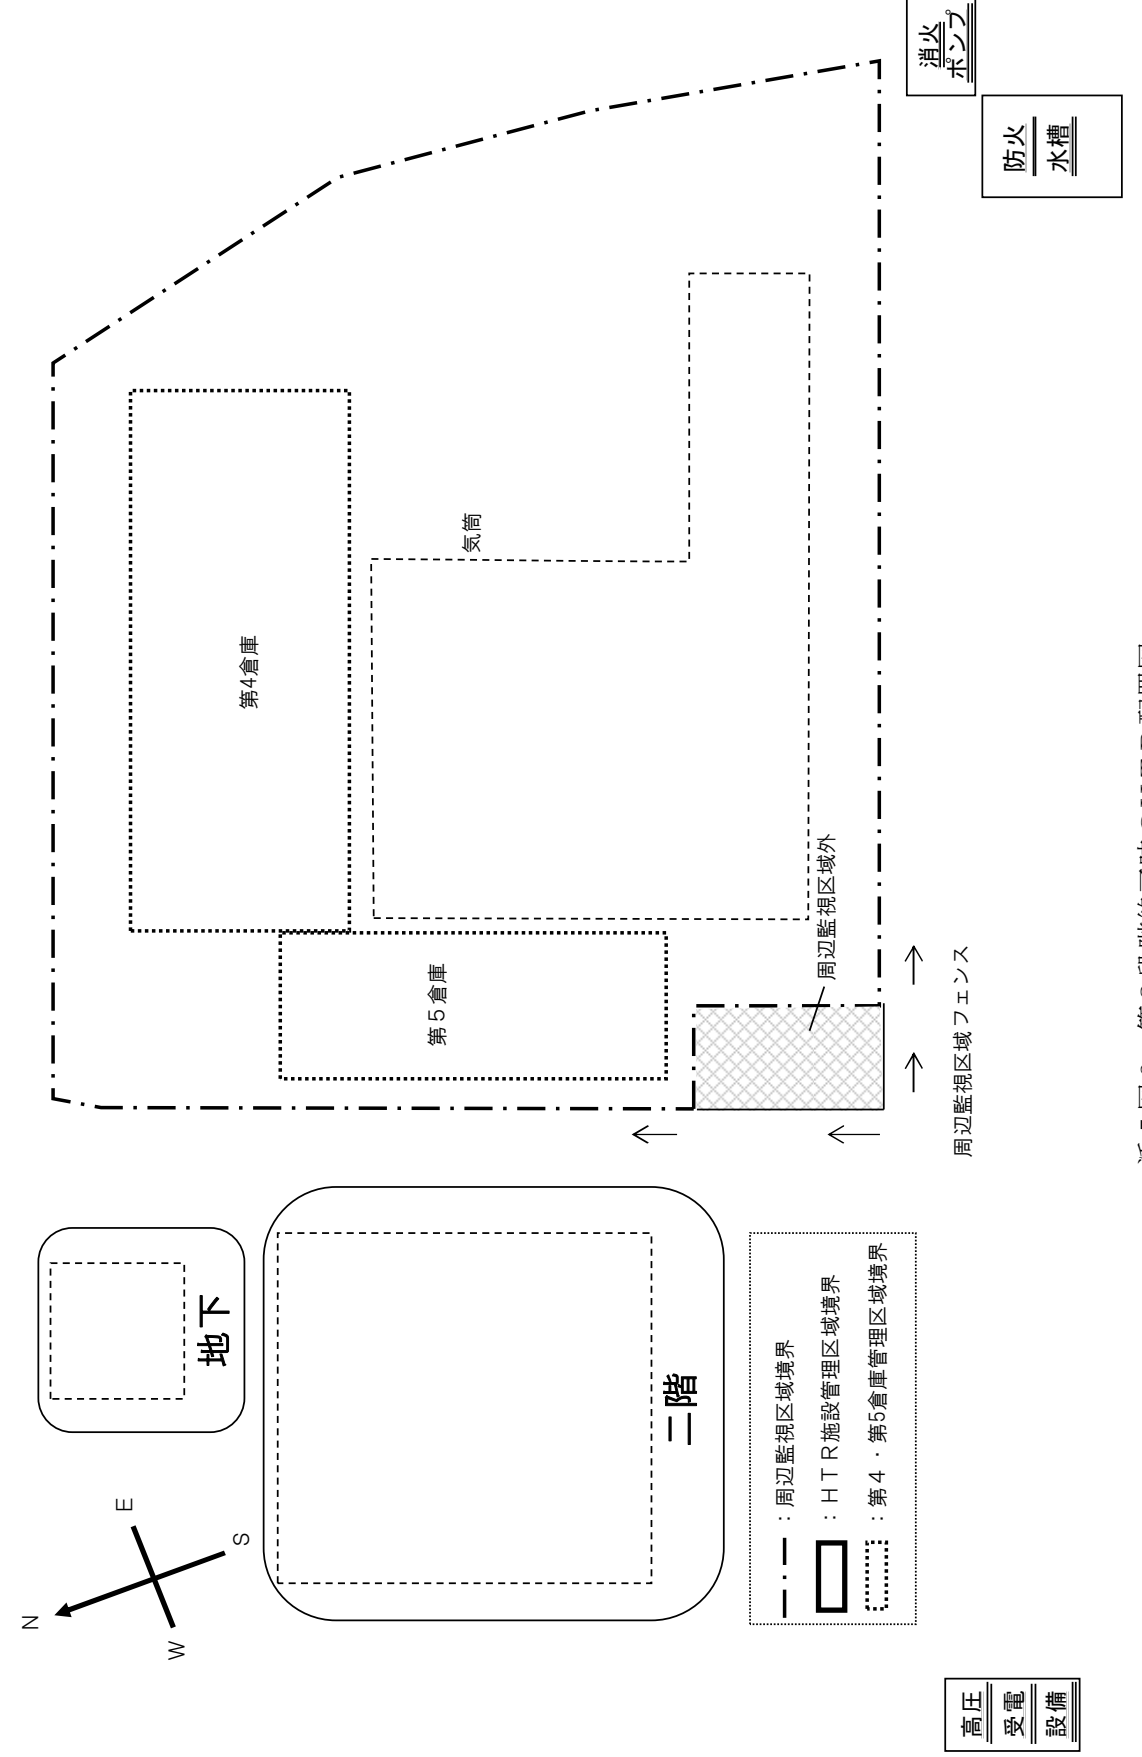 消火
ポンプ
防火
水槽
気筒
第4倉庫
第５倉庫
周辺監視区域外
周辺監視区域フェンス
地下
二階
N
E
S
W
：周辺監視区域境界
：ＨＴＲ施設管理区域境界
：第４・第5倉庫管理区域境界
高圧
受電
設備